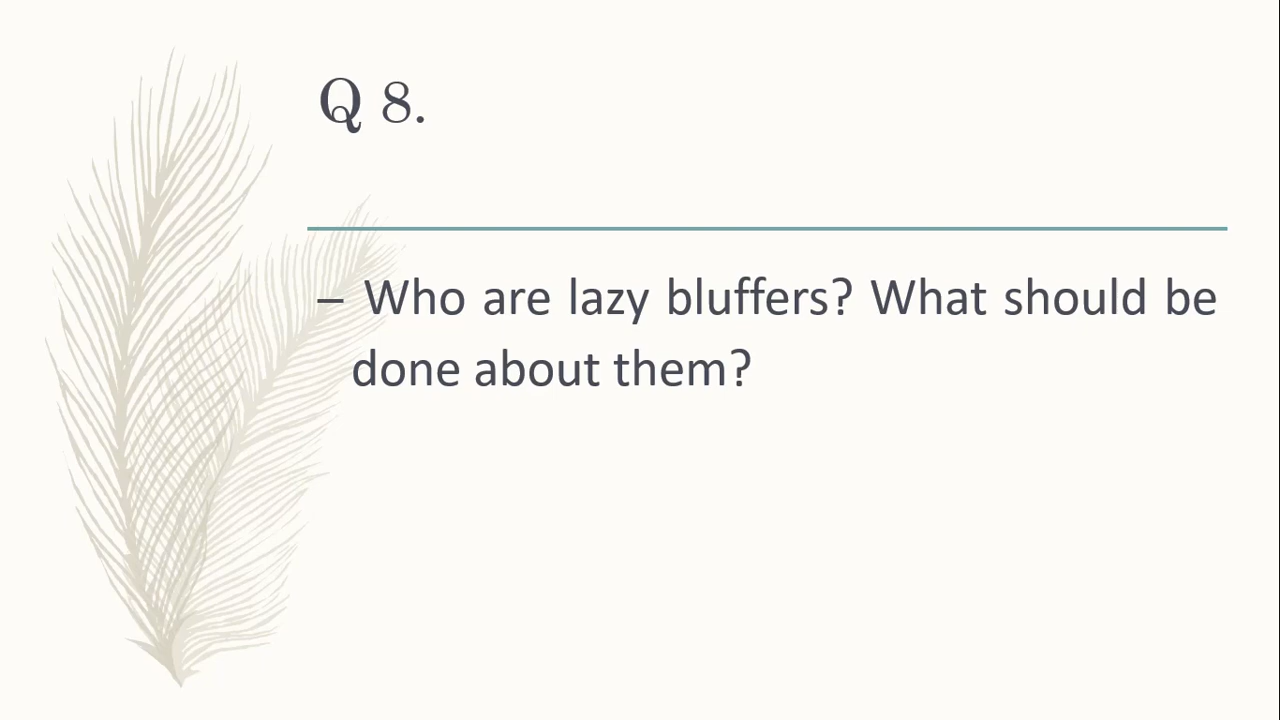 Q 8.
– Who are lazy bluffers? What should be
done about them?